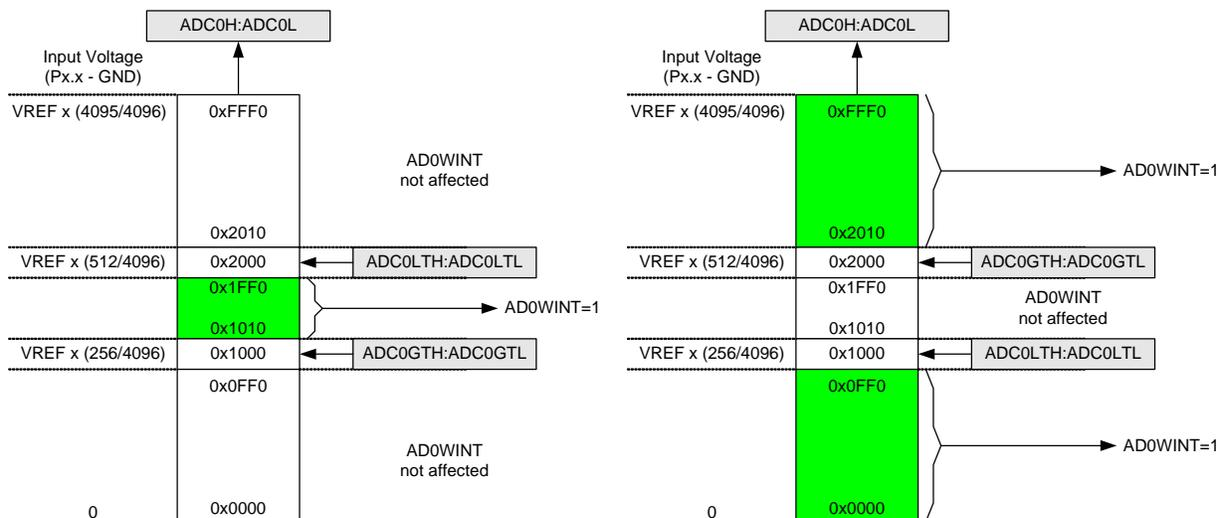 ADC0H:ADC0L
Input Voltage
(Px.x - GND)
VREF x (4095/4096)
0xFFF0
AD0WINT
not affected
0x2010
VREF x (512/4096)
0x2000
ADC0LTH:ADC0LTL
0x1FF0
AD0WINT=1
0x1010
VREF x (256/4096)
0x1000
ADC0GTH:ADC0GTL
0x0FF0
AD0WINT
not affected
0
0x0000
ADC0H:ADC0L
Input Voltage
(Px.x - GND)
VREF x (4095/4096)
0xFFF0
AD0WINT=1
0x2010
VREF x (512/4096)
0x2000
ADC0GTH:ADC0GTL
0x1FF0
AD0WINT
not affected
0x1010
VREF x (256/4096)
0x1000
ADC0LTH:ADC0LTL
0x0FF0
AD0WINT=1
0
0x0000